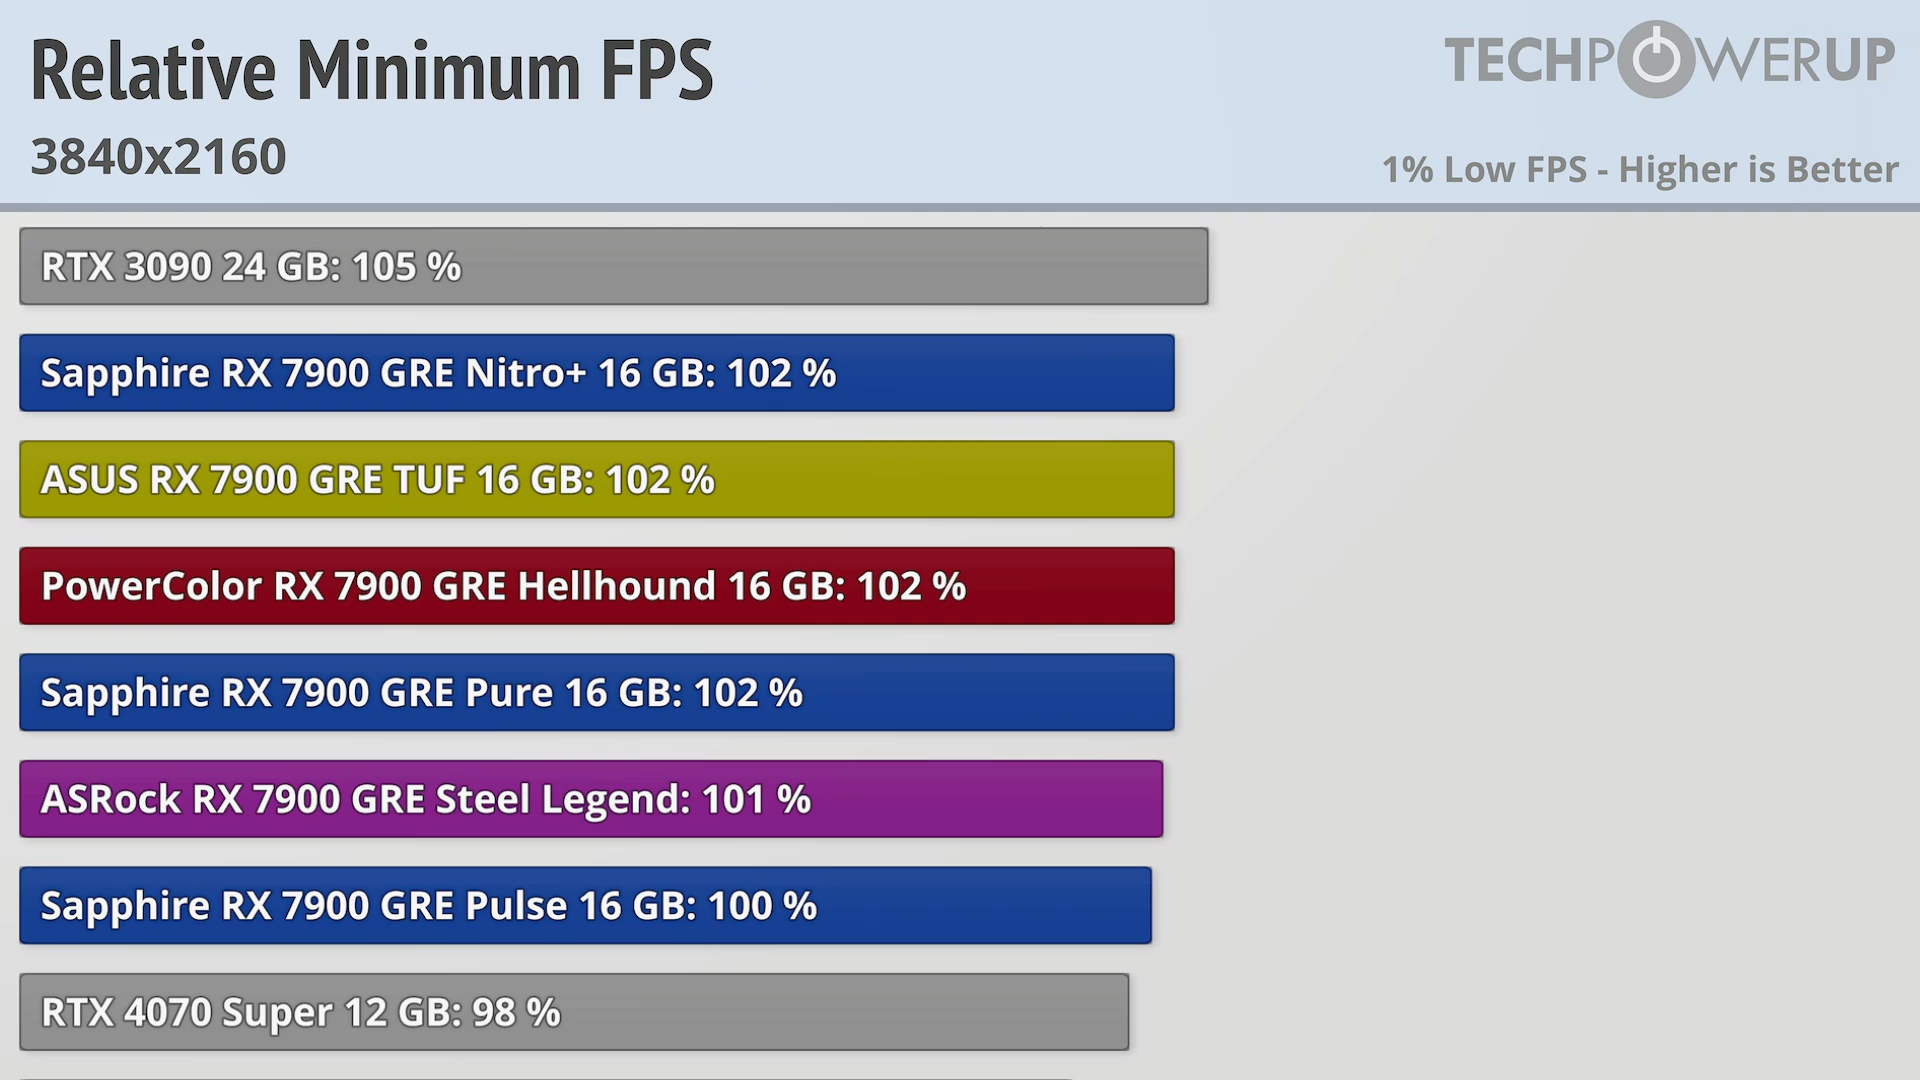 Relative Minimum FPS
TECHPOWERUP
3840x2160
1% Low FPS - Higher is Better
RTX 3090 24 GB: 105 %
Sapphire RX 7900 GRE Nitro+ 16 GB: 102 %
ASUS RX 7900 GRE TUF 16 GB: 102 %
PowerColor RX 7900 GRE Hellhound 16 GB: 102 %
Sapphire RX 7900 GRE Pure 16 GB: 102 %
ASRock RX 7900 GRE Steel Legend: 101 %
Sapphire RX 7900 GRE Pulse 16 GB: 100 %
RTX 4070 Super 12 GB: 98 %